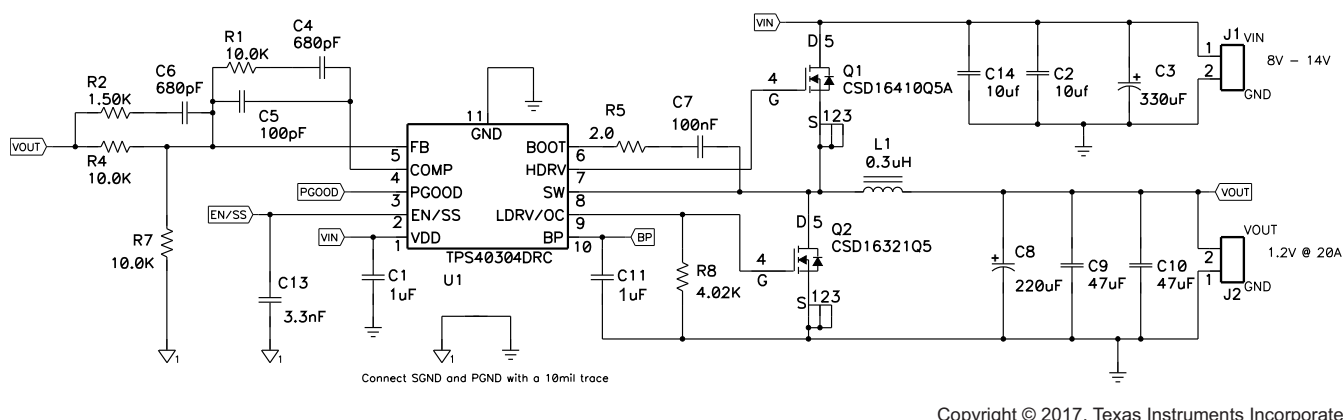 VIN
D 5
4
G
Q1
CSD16410Q5A
S 123
C14
10uf
C2
10uf
C3
330uF
J1
VIN
1
2
GND
8V - 14V
R1
10.0K
C4
680pF
R2
1.50K
C6
680pF
C5
100pF
VOUT
R4
10.0K
R7
10.0K
11
GND
FB
5
COMP
4
PGOOD
3
EN/SS
2
VDD
1
BOOT
6
HDRV
7
SW
8
LDRV/OC
9
BP
10
TPS40304DRC
U1
PGOOD
EN/SS
VIN
C13
3.3nF
C1
1uF
R5
2.0
C7
100nF
L1
0.3uH
VOUT
BP
C11
1uF
R8
4.02K
D 5
4
G
Q2
CSD16321Q5
S 123
C8
220uF
C9
47uF
C10
47uF
VOUT
2
1
GND
J2
1.2V @ 20A
1
1
1
Connect SGND and PGND with a 10mil trace
Copyright © 2017, Texas Instruments Incorporate